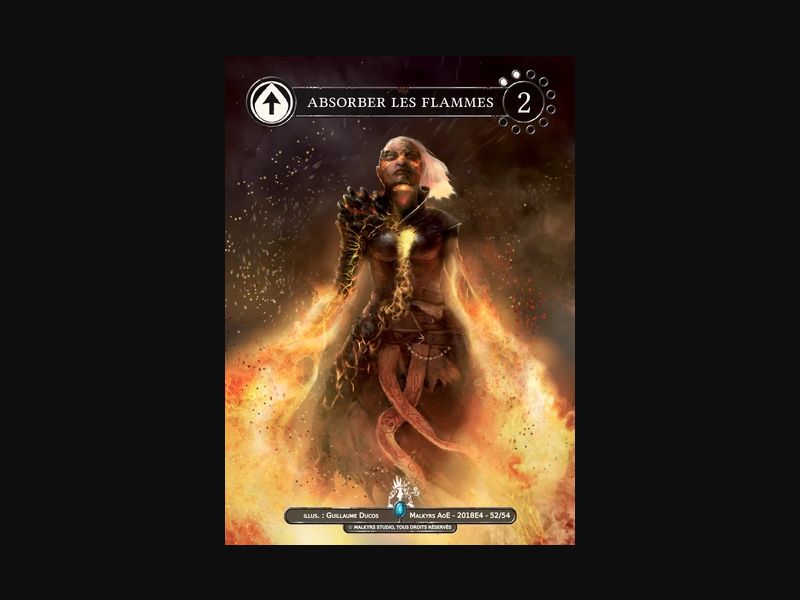 ABSORBER LES FLAMMES
2
ILLUS. : GUILLAUME DUCOS
MALKYRS AOE - 2018E4 - 52/54
© MALKYRS STUDIO, TOUS DROITS RÉSERVÉS